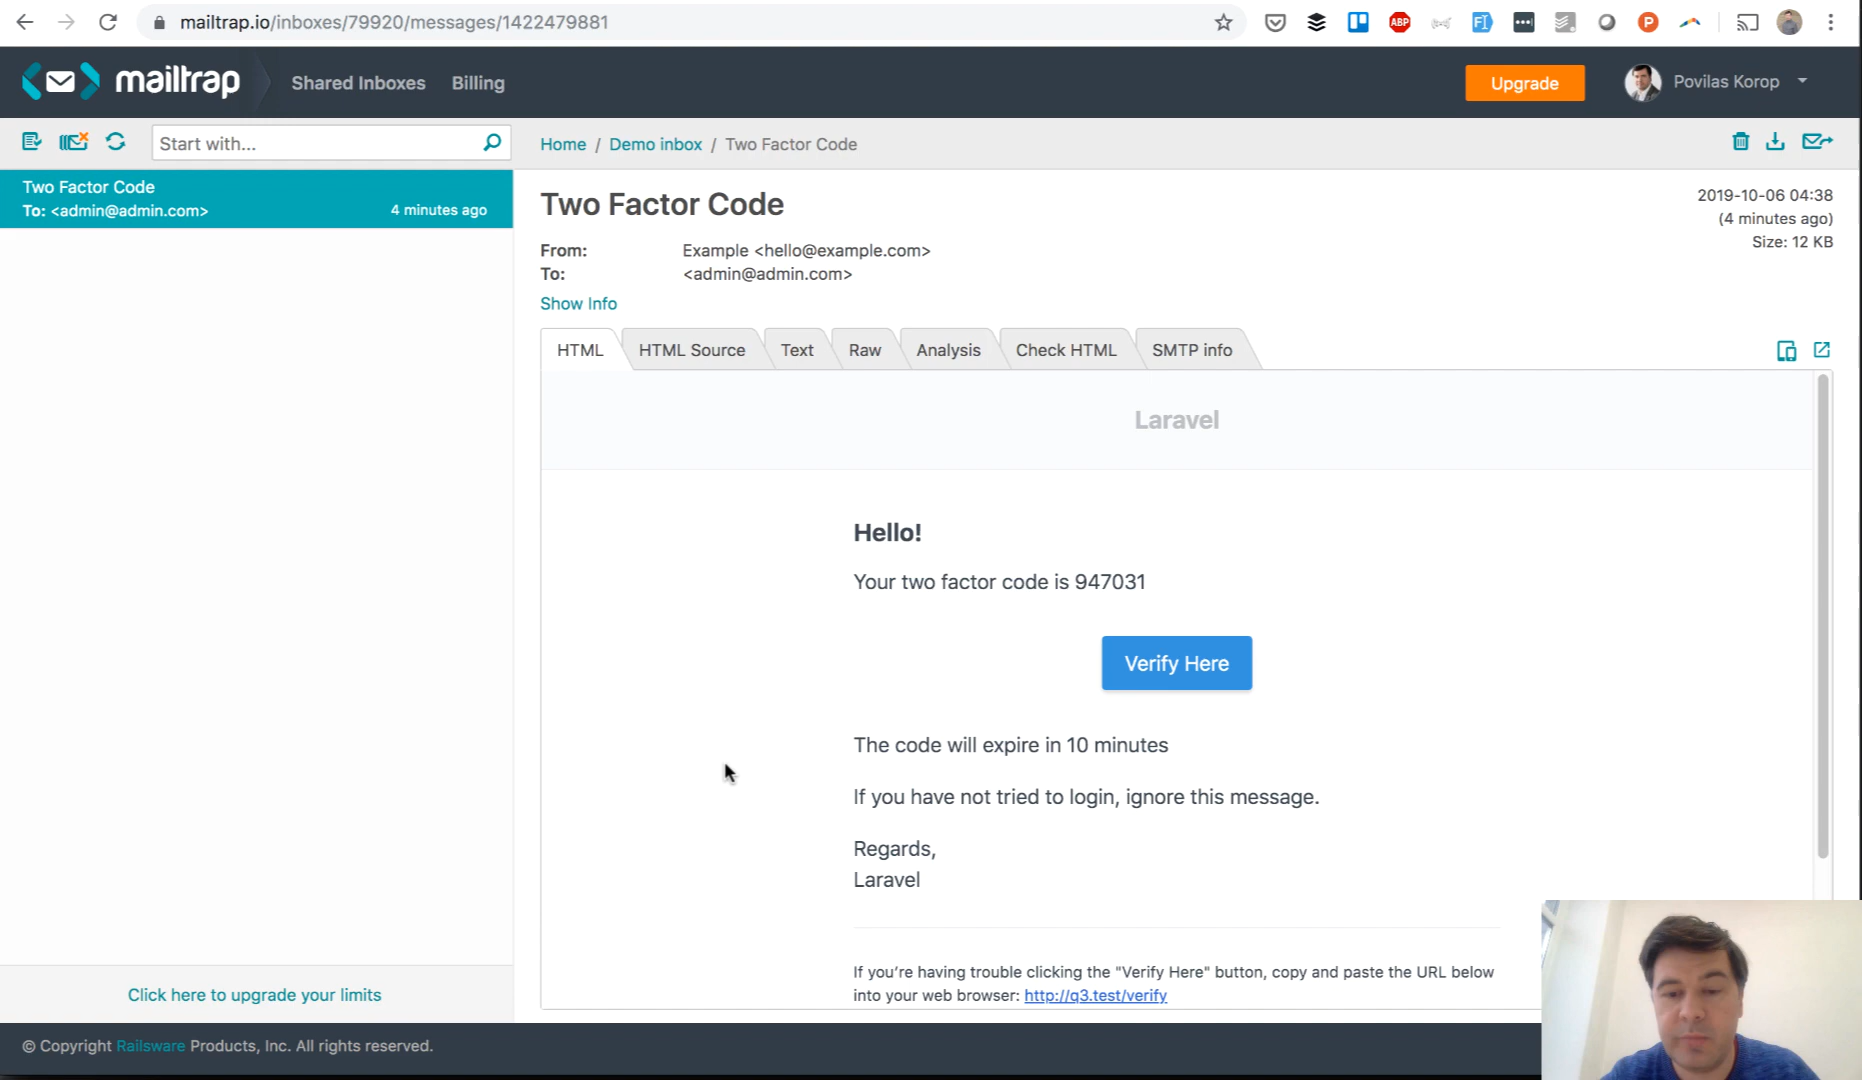 mailtrap.io/inboxes/79920/messages/1422479881
ABP
P
mailtrap
Shared Inboxes
Billing
Upgrade
Povilas Korop
Start with...
Home / Demo inbox / Two Factor Code
Two Factor Code
To: <admin@admin.com>
4 minutes ago
Two Factor Code
2019-10-06 04:38
(4 minutes ago)
Size: 12 KB
From: Example <hello@example.com>
To: <admin@admin.com>
Show Info
HTML
HTML Source
Text
Raw
Analysis
Check HTML
SMTP info
Laravel
Hello!
Your two factor code is 947031
Verify Here
The code will expire in 10 minutes
If you have not tried to login, ignore this message.
Regards,
Laravel
If you’re having trouble clicking the "Verify Here" button, copy and paste the URL below
into your web browser: http://q3.test/verify
Click here to upgrade your limits
© Copyright Railsware Products, Inc. All rights reserved.